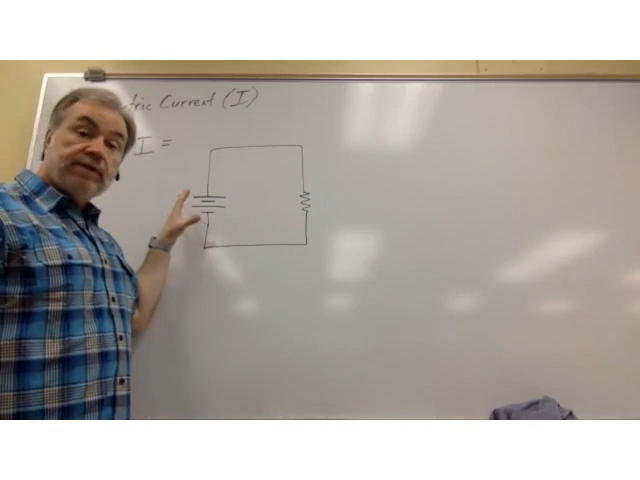 tric Current (I)
I =